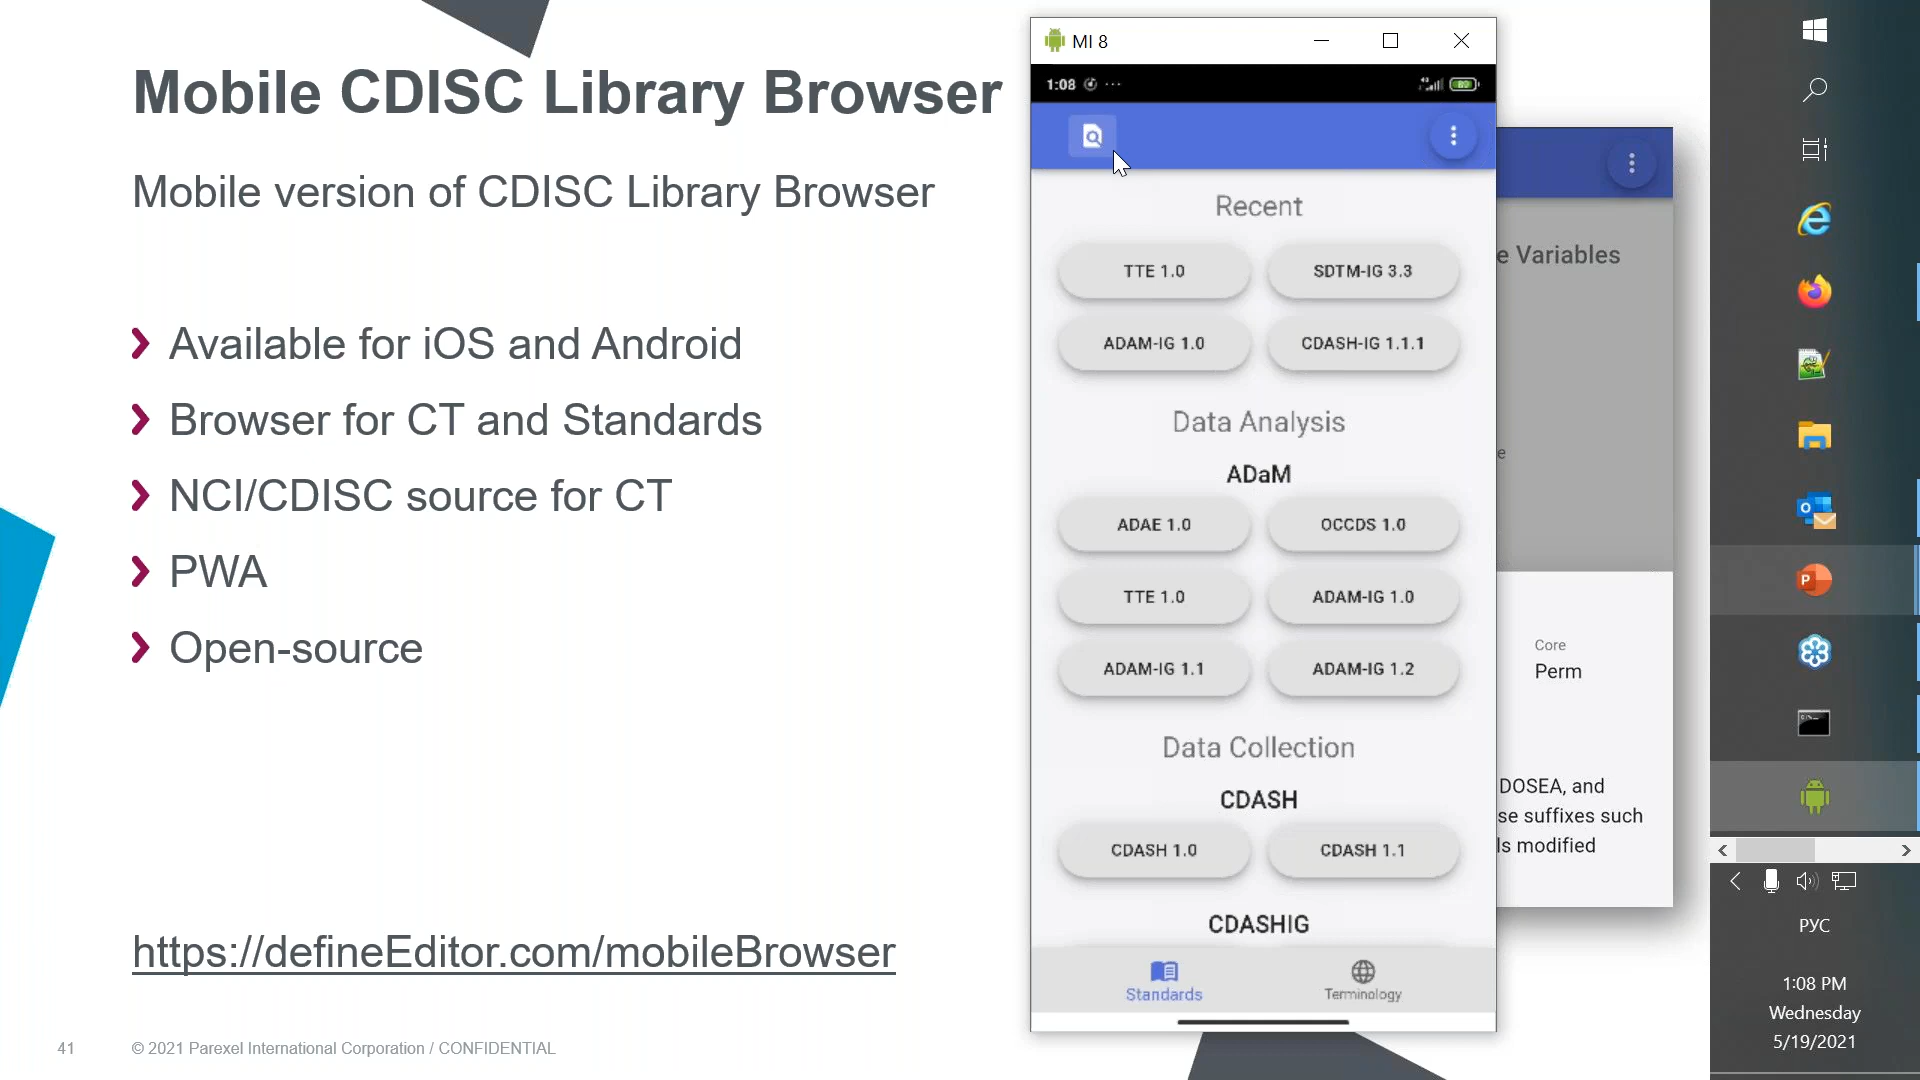 Mobile CDISC Library Browser
Mobile version of CDISC Library Browser
Available for iOS and Android
Browser for CT and Standards
NCI/CDISC source for CT
PWA
Open-source
https://defineEditor.com/mobileBrowser
41
© 2021 Parexel International Corporation / CONFIDENTIAL
MI 8
1:08
80
Recent
TTE 1.0
SDTM-IG 3.3
ADAM-IG 1.0
CDASH-IG 1.1.1
Data Analysis
ADaM
ADAE 1.0
OCCDS 1.0
TTE 1.0
ADAM-IG 1.0
ADAM-IG 1.1
ADAM-IG 1.2
Data Collection
CDASH
CDASH 1.0
CDASH 1.1
CDASHIG
Standards
Terminology
e Variables
e
Core
Perm
DOSEA, and
se suffixes such
ls modified
РУС
1:08 PM
Wednesday
5/19/2021